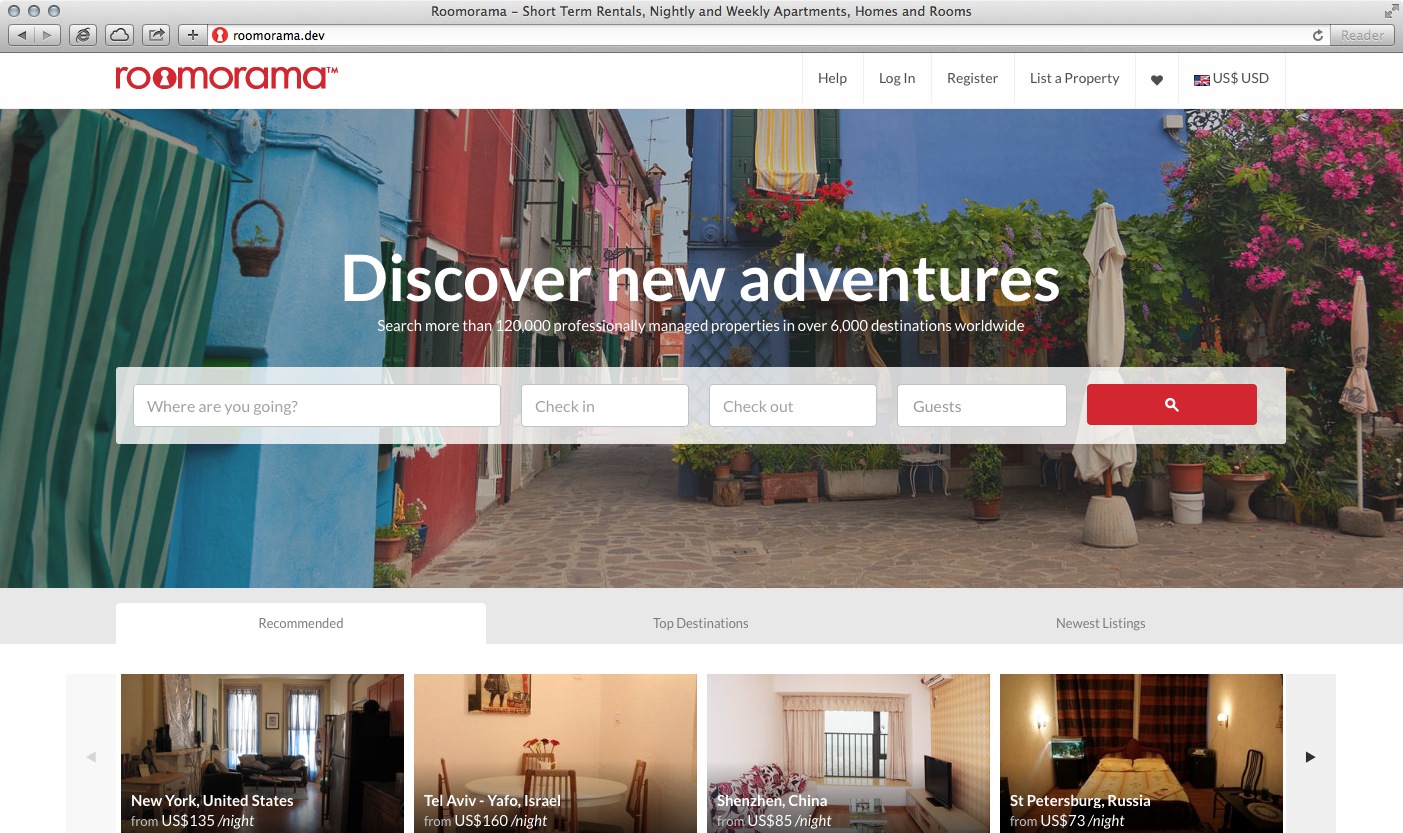 Roomorama – Short Term Rentals, Nightly and Weekly Apartments, Homes and Rooms
roomorama.dev
Reader
roomorama™
Help
Log In
Register
List a Property
US$ USD
Discover new adventures
Search more than 120,000 professionally managed properties in over 6,000 destinations worldwide
Where are you going?
Check in
Check out
Guests
Recommended
Top Destinations
Newest Listings
New York, United States
from US$135 /night
Tel Aviv - Yafo, Israel
from US$160 /night
Shenzhen, China
from US$85 /night
St Petersburg, Russia
from US$73 /night